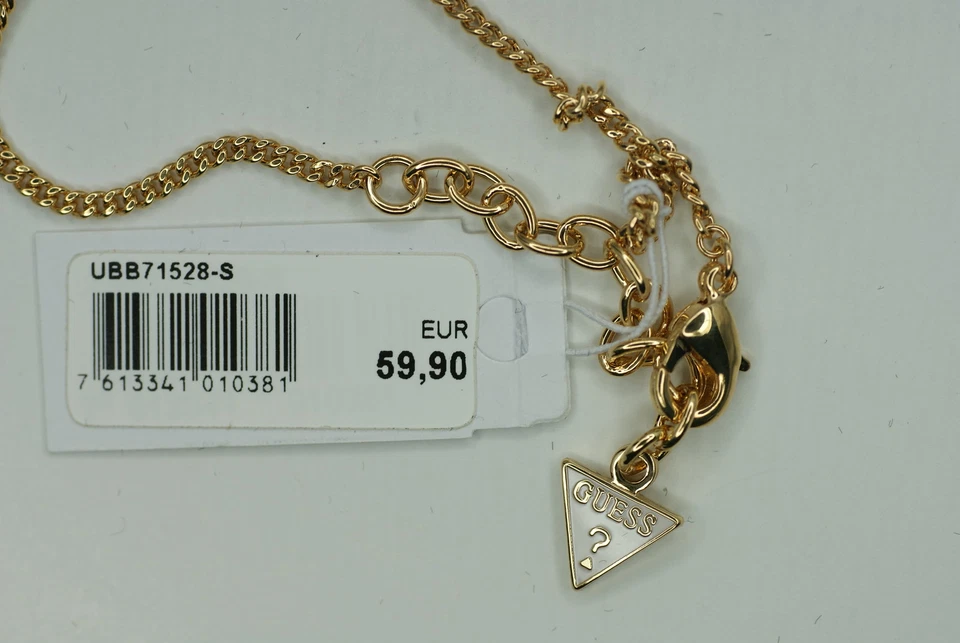 UBB71528-S
EUR
59,90
7 613341 010381
GUESS
?